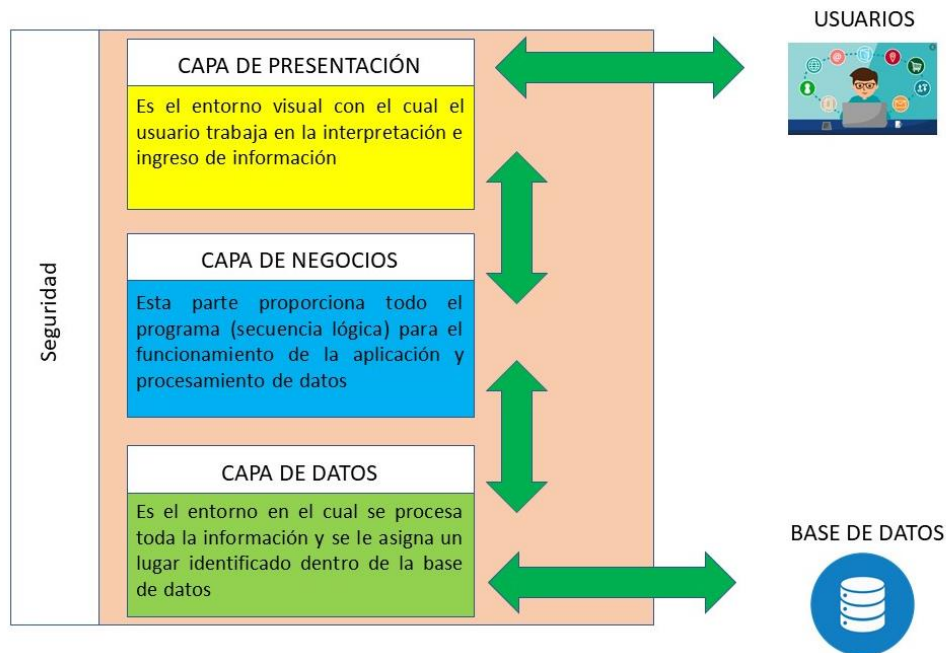 USUARIOS
CAPA DE PRESENTACIÓN
Es el entorno visual con el cual el
usuario trabaja en la interpretación e
ingreso de información
Seguridad
CAPA DE NEGOCIOS
Esta parte proporciona todo el
programa (secuencia lógica) para el
funcionamiento de la aplicación y
procesamiento de datos
CAPA DE DATOS
Es el entorno en el cual se procesa
toda la información y se le asigna un
lugar identificado dentro de la base
de datos
BASE DE DATOS